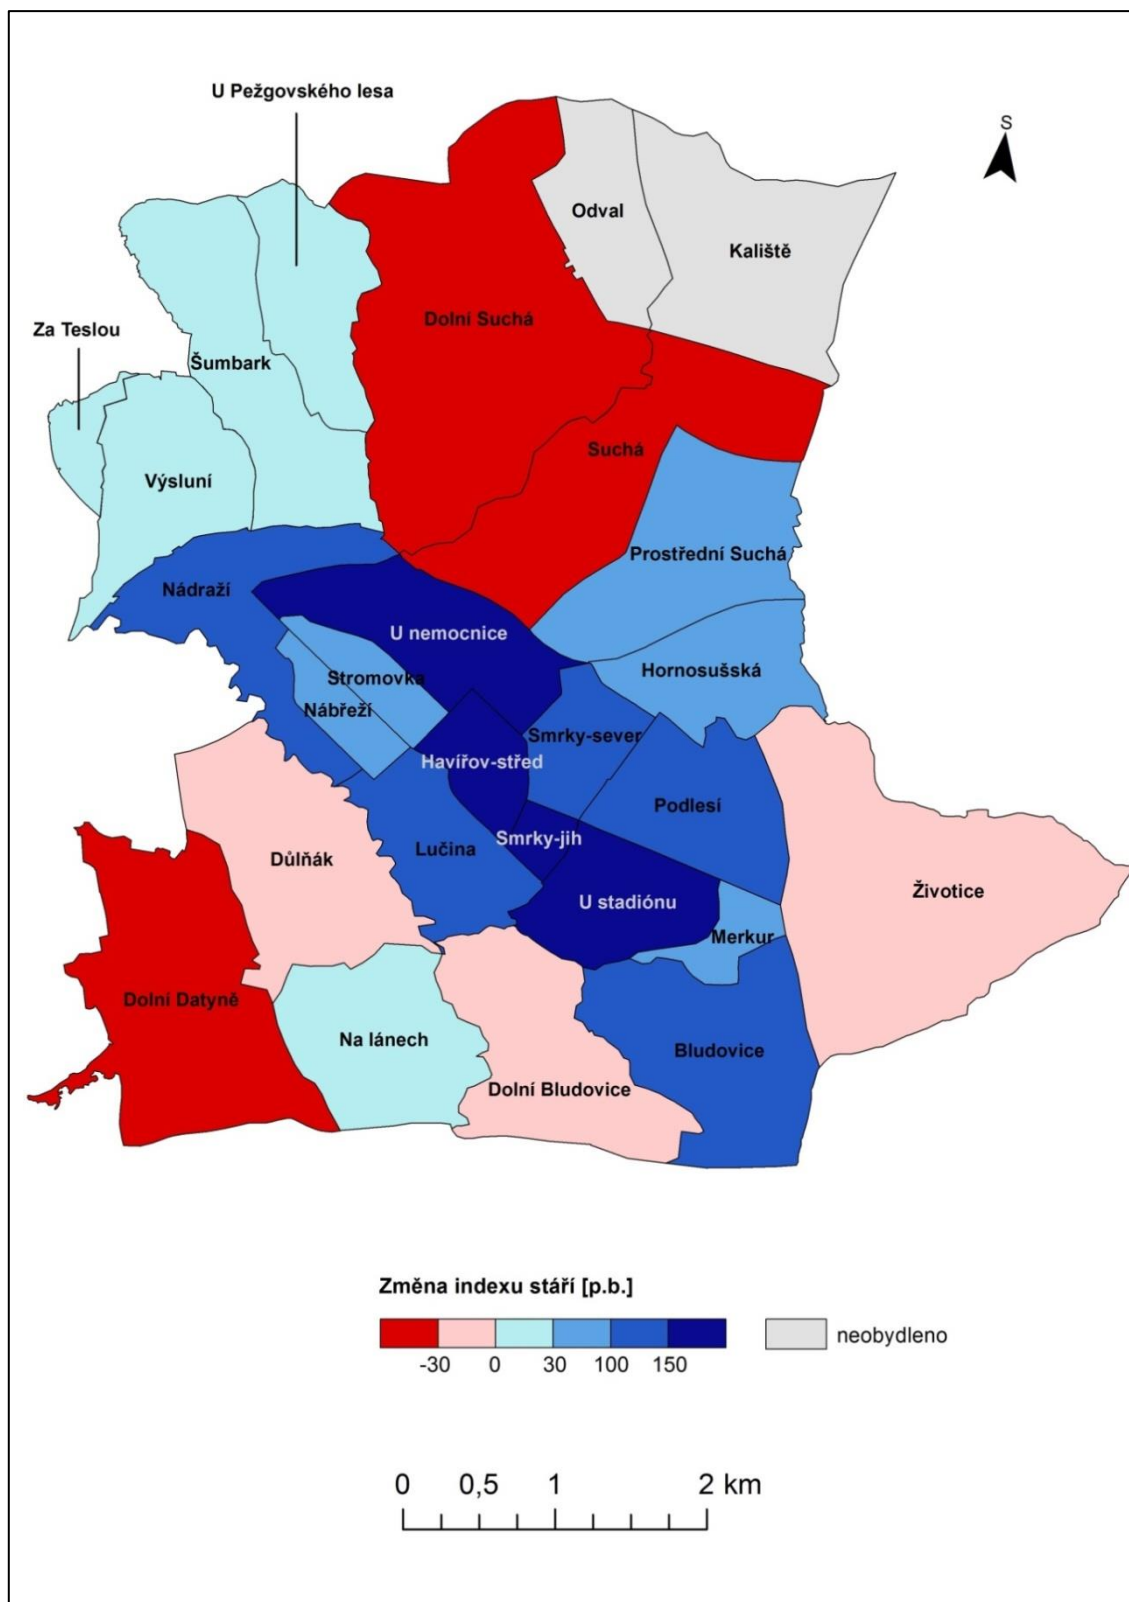 U Pežgovského lesa
S
Odval
Kaliště
Za Teslou
Dolní Suchá
Šumbark
Suchá
Výsluní
Prostřední Suchá
Nádraží
U nemocnice
Stromovka
Hornosušská
Nábřeží
Smrky-sever
Havířov-střed
Podlesí
Smrky-jih
Lučina
Důlňák
Životice
U stadiónu
Merkur
Dolní Datyně
Na lánech
Bludovice
Dolní Bludovice
Změna indexu stáří [p.b.]
neobydleno
-30 0 30 100 150
0 0,5 1 2 km